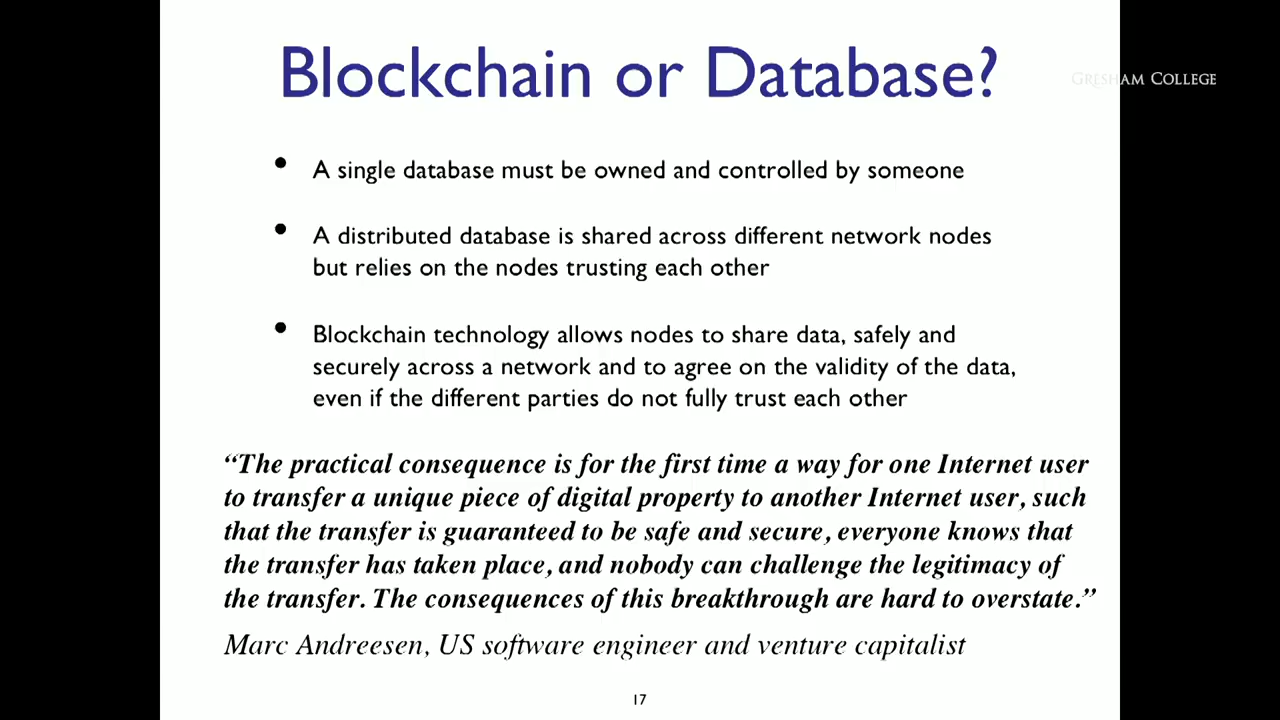 Blockchain or Database?
GRESHAM COLLEGE
• A single database must be owned and controlled by someone
• A distributed database is shared across different network nodes
but relies on the nodes trusting each other
• Blockchain technology allows nodes to share data, safely and
securely across a network and to agree on the validity of the data,
even if the different parties do not fully trust each other
“The practical consequence is for the first time a way for one Internet user
to transfer a unique piece of digital property to another Internet user, such
that the transfer is guaranteed to be safe and secure, everyone knows that
the transfer has taken place, and nobody can challenge the legitimacy of
the transfer. The consequences of this breakthrough are hard to overstate.”
Marc Andreesen, US software engineer and venture capitalist
17